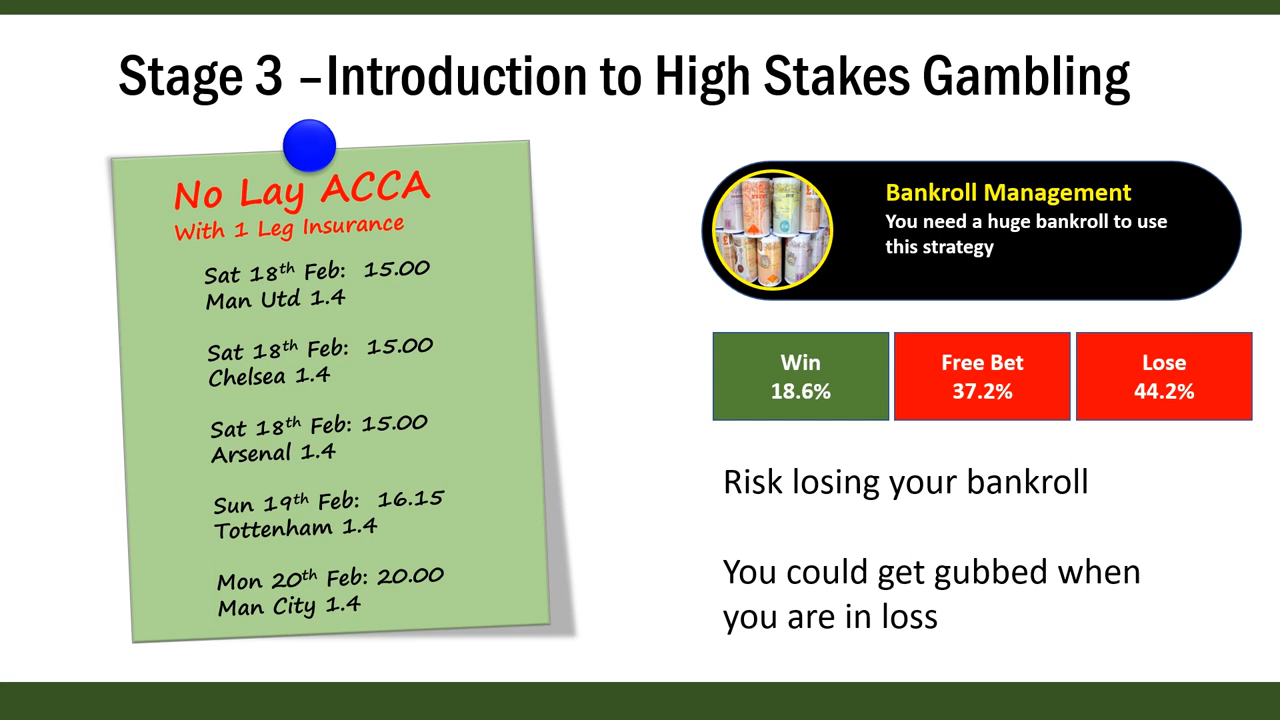 Stage 3 –Introduction to High Stakes Gambling
No Lay ACCA
With 1 Leg Insurance
Sat 18th Feb: 15.00
Man Utd 1.4
Sat 18th Feb: 15.00
Chelsea 1.4
Sat 18th Feb: 15.00
Arsenal 1.4
Sun 19th Feb: 16.15
Tottenham 1.4
Mon 20th Feb: 20.00
Man City 1.4
Bankroll Management
You need a huge bankroll to use
this strategy
Win
18.6%
Free Bet
37.2%
Lose
44.2%
Risk losing your bankroll
You could get gubbed when
you are in loss